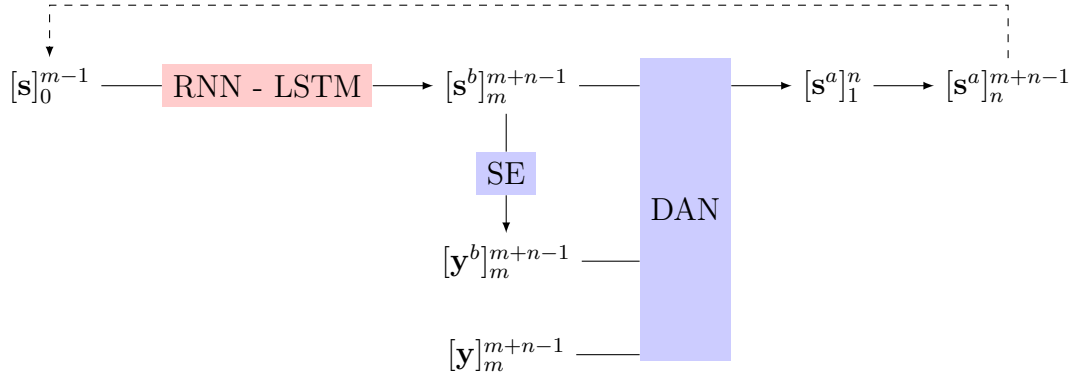 [s]_0^{m−1} RNN - LSTM [s^b]_m^{m+n−1} [s^a]_1^n [s^a]_n^{m+n−1}
SE
DAN
[y^b]_m^{m+n−1}
[y]_m^{m+n−1}